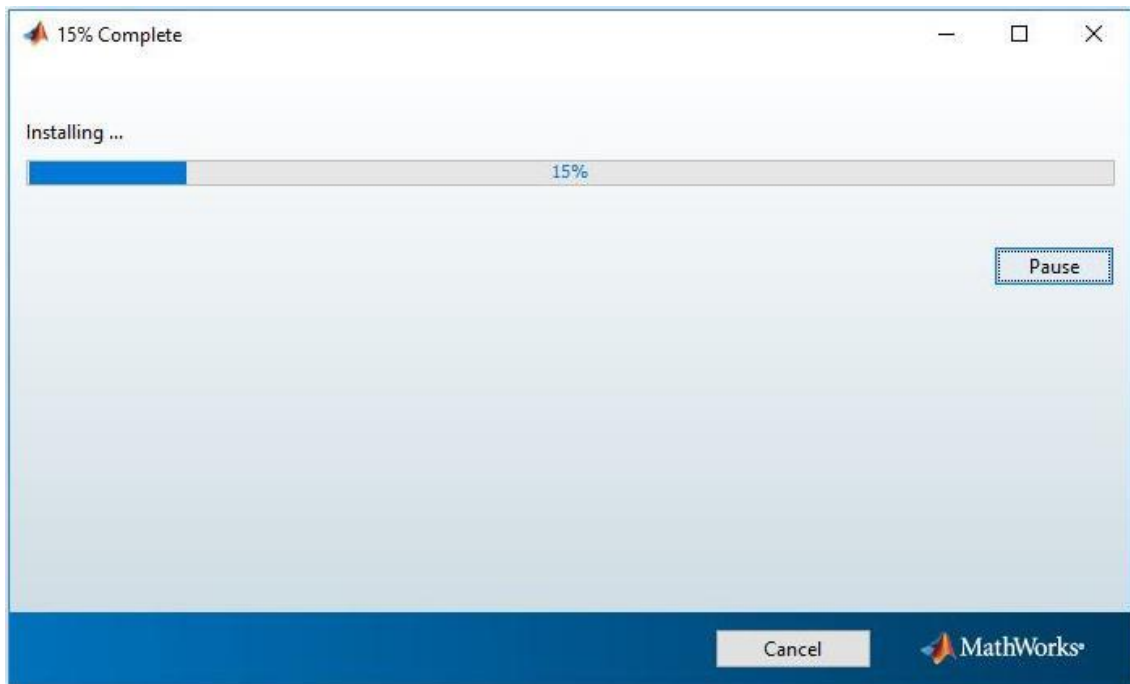 15% Complete
Installing ...
15%
Pause
Cancel
MathWorks®